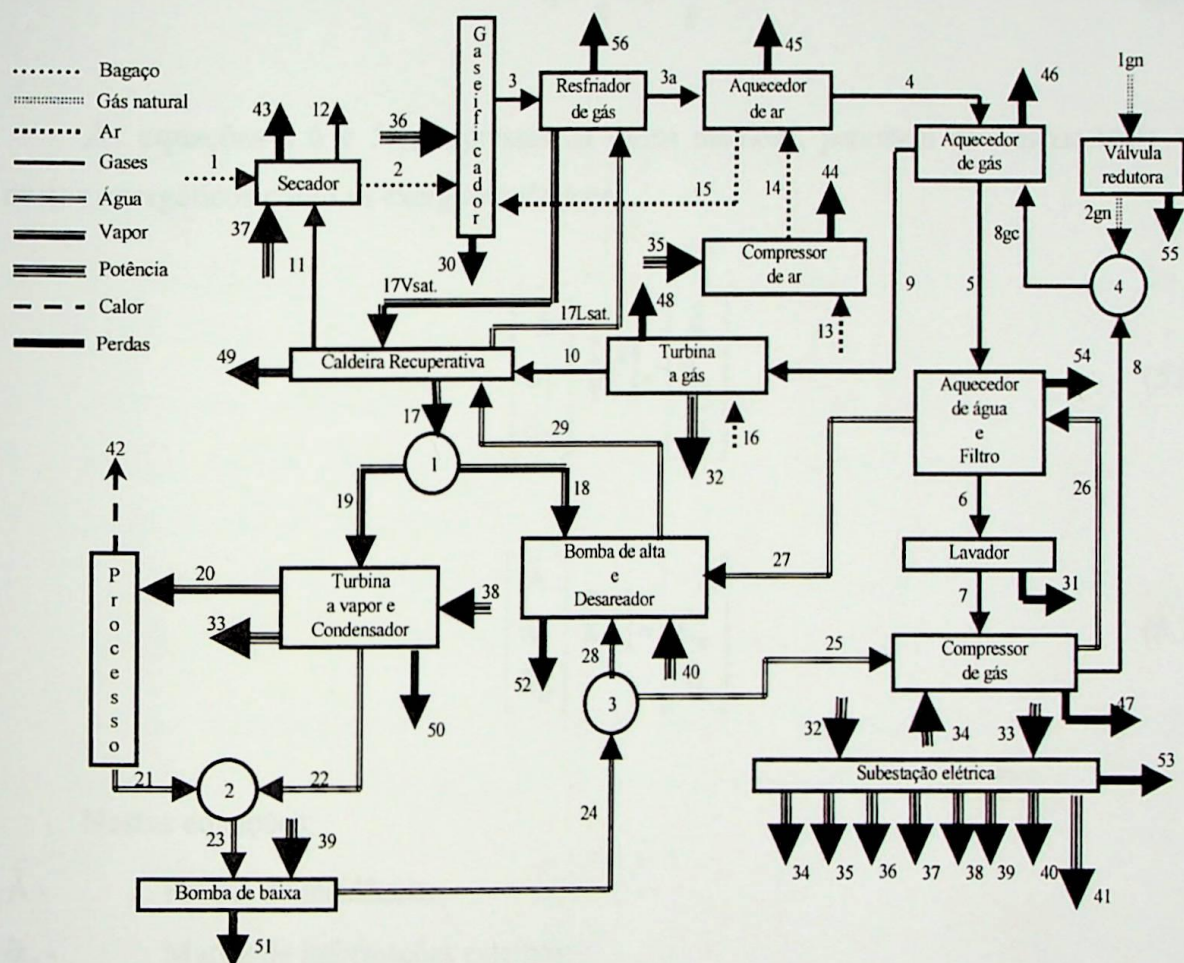 Bagaço
Gás natural
Ar
Gases
Água
Vapor
Potência
Calor
Perdas
43
12
1
Secador
2
37
11
36
Gaseificador
30
3
56
Resfriador
de gás
3a
45
Aquecedor
de ar
4
46
Aquecedor
de gás
1gn
Válvula
redutora
2gn
55
4
8gc
8
15
14
44
35
Compressor
de ar
13
9
5
17Vsat.
17Lsat.
49
Caldeira Recuperativa
10
48
Turbina
a gás
32
16
54
Aquecedor
de água
e
Filtro
17
29
1
19
18
27
6
26
42
Processo
20
33
Turbina
a vapor e
Condensador
38
50
Bomba de alta
e
Desareador
52
28
40
3
25
Lavador
31
7
Compressor
de gás
47
34
32
33
Subestação elétrica
53
34
35
36
37
38
39
40
41
21
2
22
23
39
24
Bomba de baixa
51